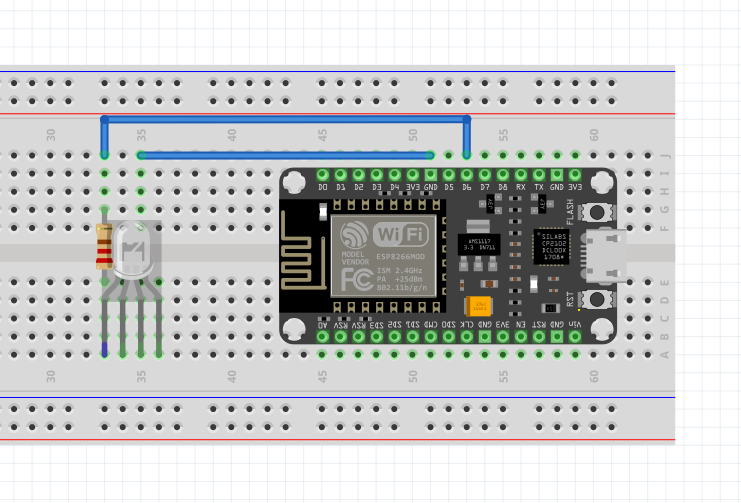 30 35 40 45 50 55 60
J
I
H
G
F
D0 D1 D2 D3 D4 3V3 GND D5 D6 D7 D8 RX TX GND 3V3
FLASH
Wi Fi
MODEL
VENDOR
ESP8266MOD
FC
ISM 2.4GHz
PA +25dBm
802.11b/g/n
AMS1117
3.3 DN711
SILABS
CP2102
DCL00X
1708+
RST
A0 RSV RSV SD3 SD2 SD1 CMD SD0 CLK GND 3V3 EN RST GND Vin
E
D
C
B
A
30 35 40 45 50 55 60